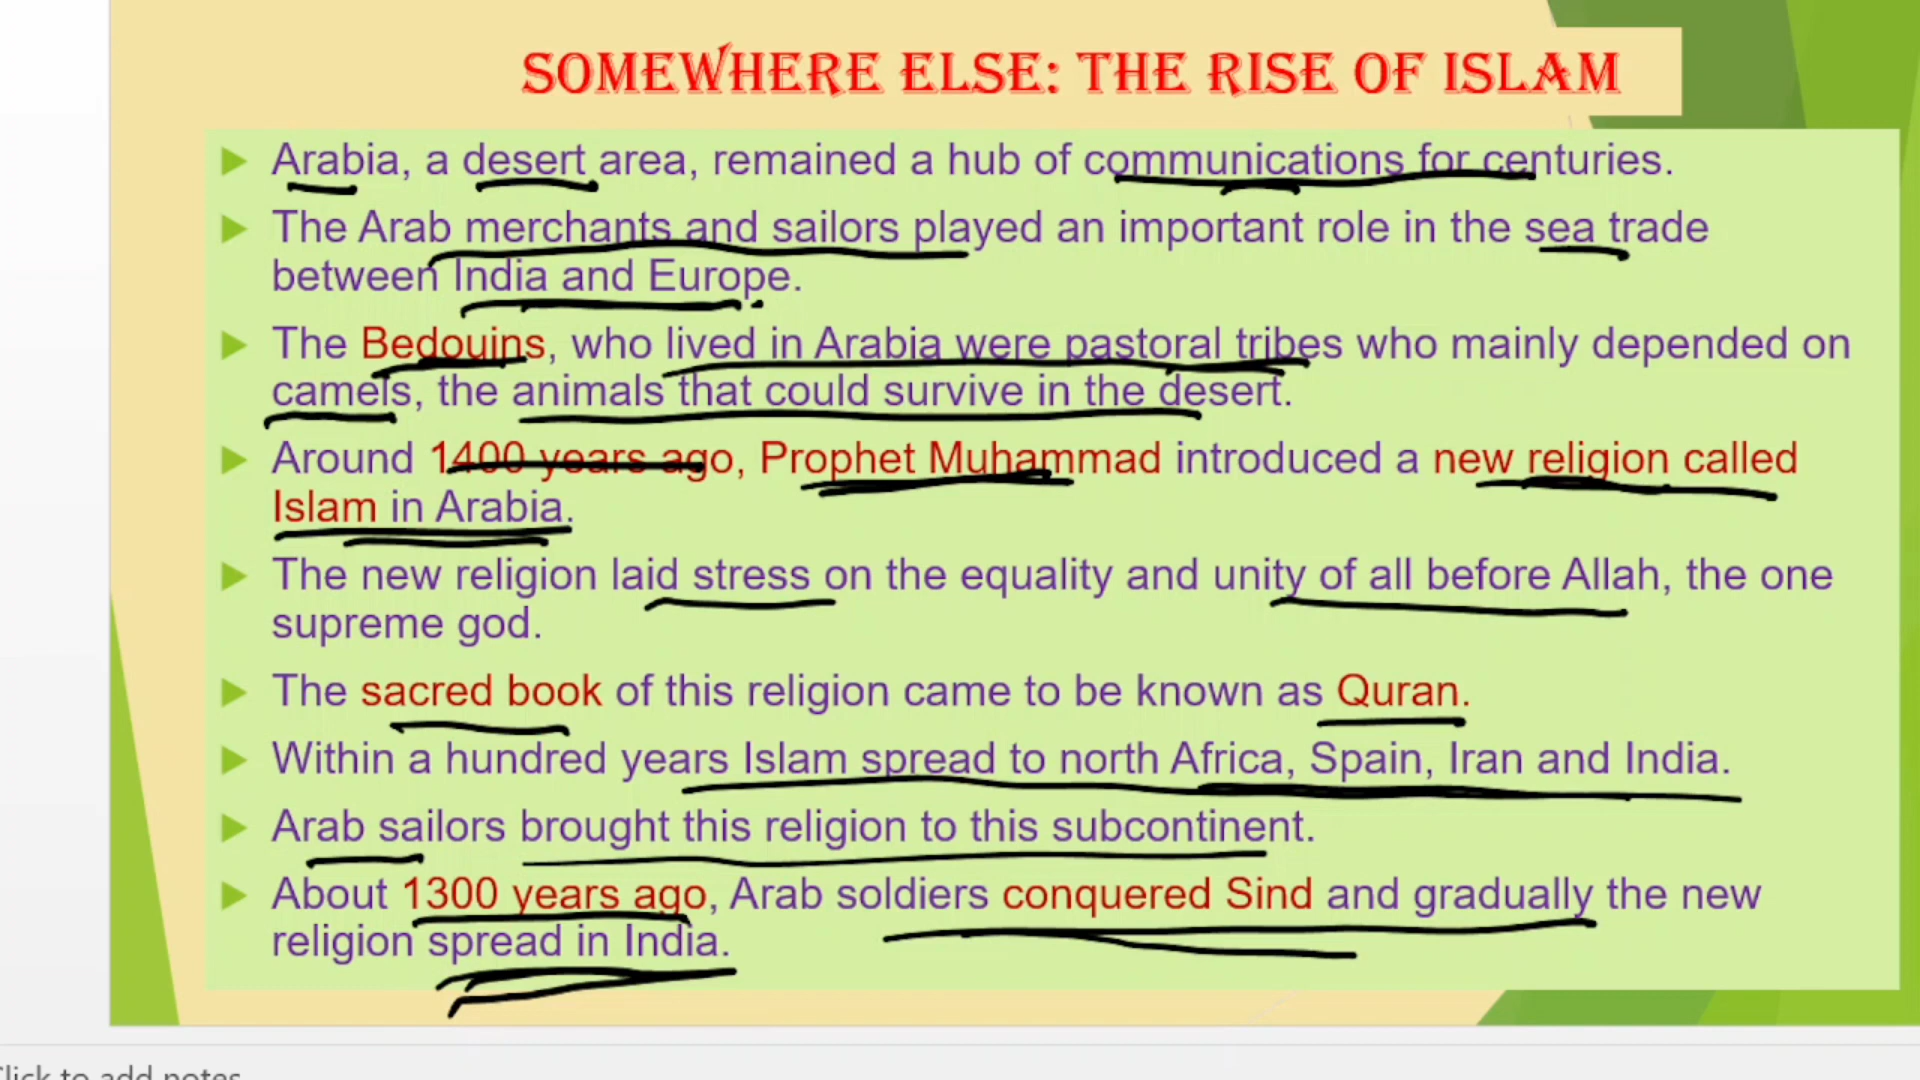 SOMEWHERE ELSE: THE RISE OF ISLAM
Arabia, a desert area, remained a hub of communications for centuries.
The Arab merchants and sailors played an important role in the sea trade
between India and Europe.
The Bedouins, who lived in Arabia were pastoral tribes who mainly depended on
camels, the animals that could survive in the desert.
Around 1400 years ago, Prophet Muhammad introduced a new religion called
Islam in Arabia.
The new religion laid stress on the equality and unity of all before Allah, the one
supreme god.
The sacred book of this religion came to be known as Quran.
Within a hundred years Islam spread to north Africa, Spain, Iran and India.
Arab sailors brought this religion to this subcontinent.
About 1300 years ago, Arab soldiers conquered Sind and gradually the new
religion spread in India.
Click to add notes